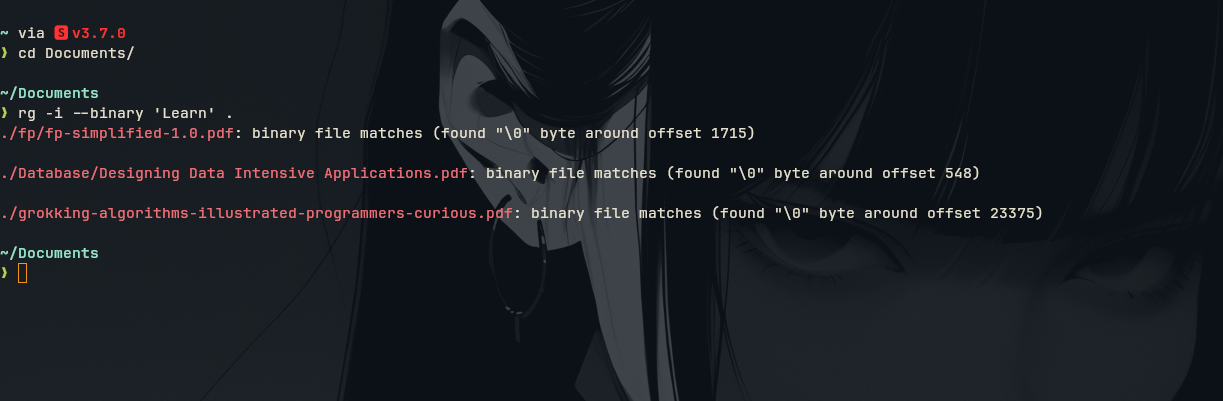 ~ via 🆂 v3.7.0
❯ cd Documents/
~/Documents
❯ rg -i --binary 'Learn' .
./fp/fp-simplified-1.0.pdf: binary file matches (found "\0" byte around offset 1715)
./Database/Designing Data Intensive Applications.pdf: binary file matches (found "\0" byte around offset 548)
./grokking-algorithms-illustrated-programmers-curious.pdf: binary file matches (found "\0" byte around offset 23375)
~/Documents
❯